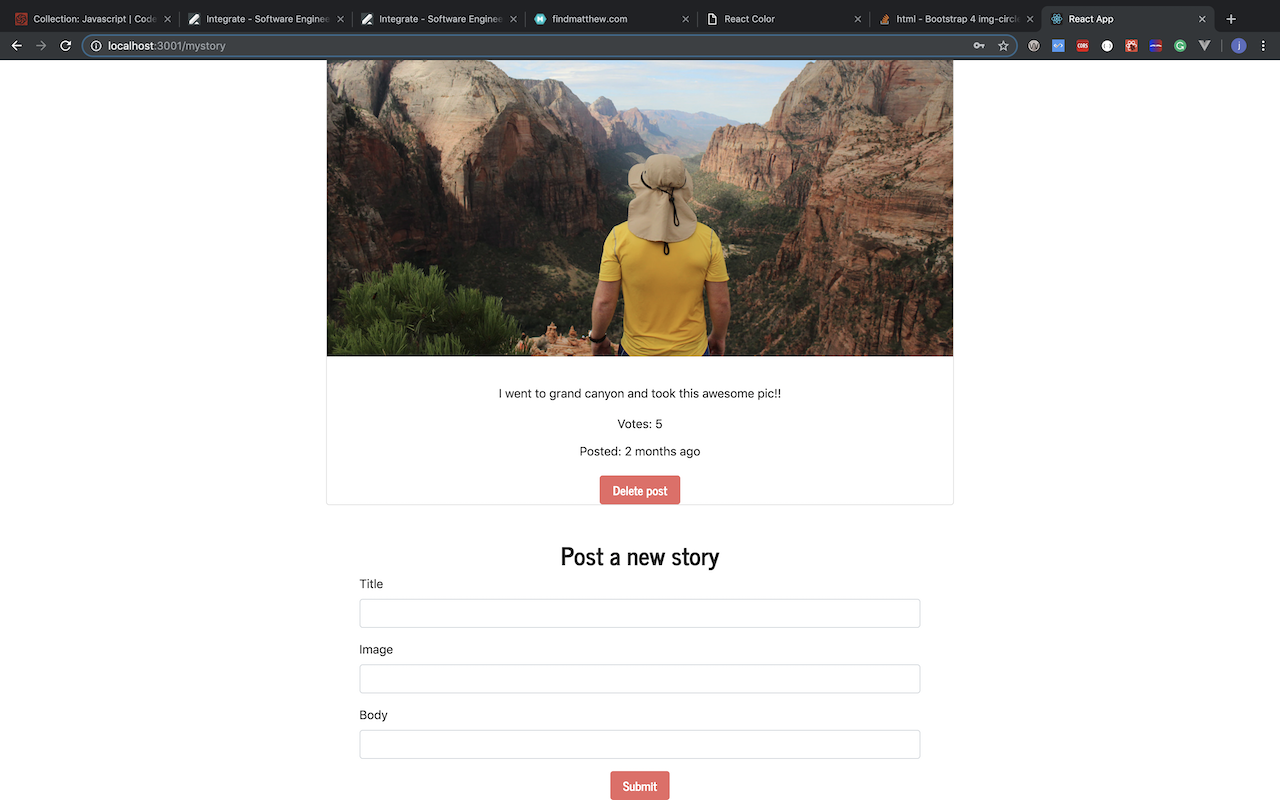 Collection: Javascript | Code
Integrate - Software Enginee
Integrate - Software Enginee
findmatthew.com
React Color
html - Bootstrap 4 img-circle
React App
localhost:3001/mystory
CORS
j
I went to grand canyon and took this awesome pic!!
Votes: 5
Posted: 2 months ago
Delete post
Post a new story
Title
Image
Body
Submit